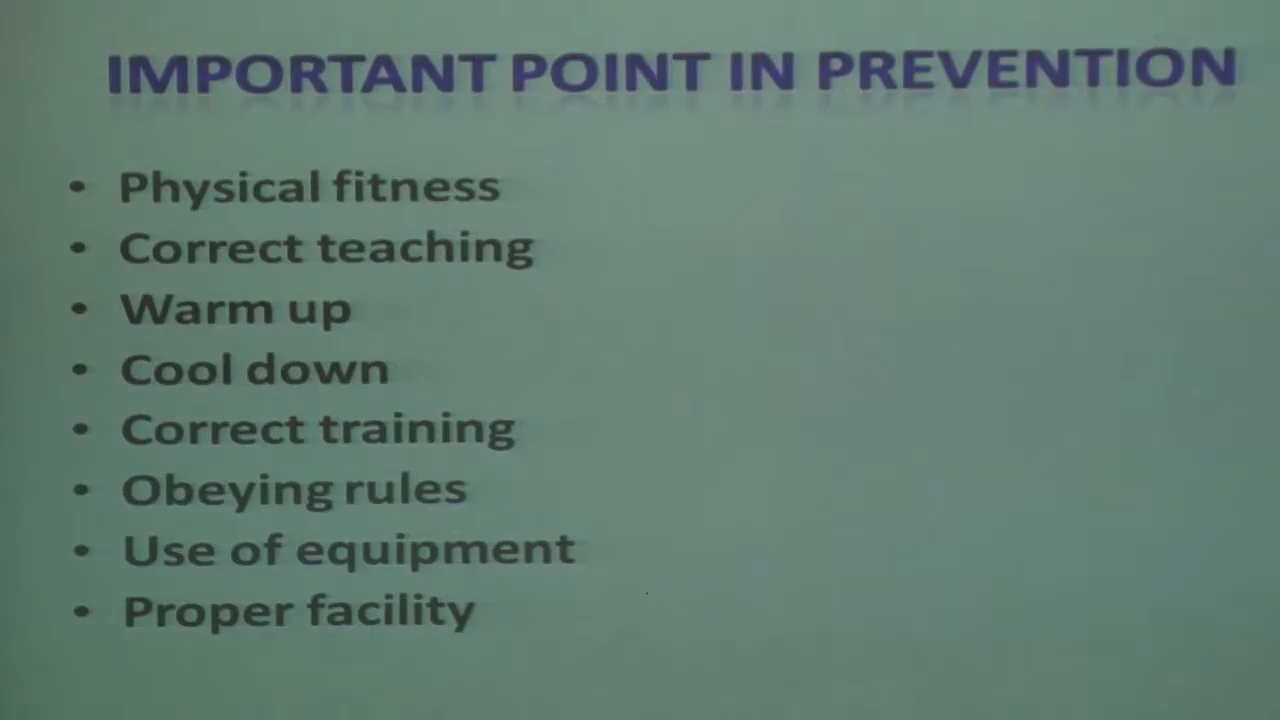 IMPORTANT POINT IN PREVENTION
• Physical fitness
• Correct teaching
• Warm up
• Cool down
• Correct training
• Obeying rules
• Use of equipment
• Proper facility